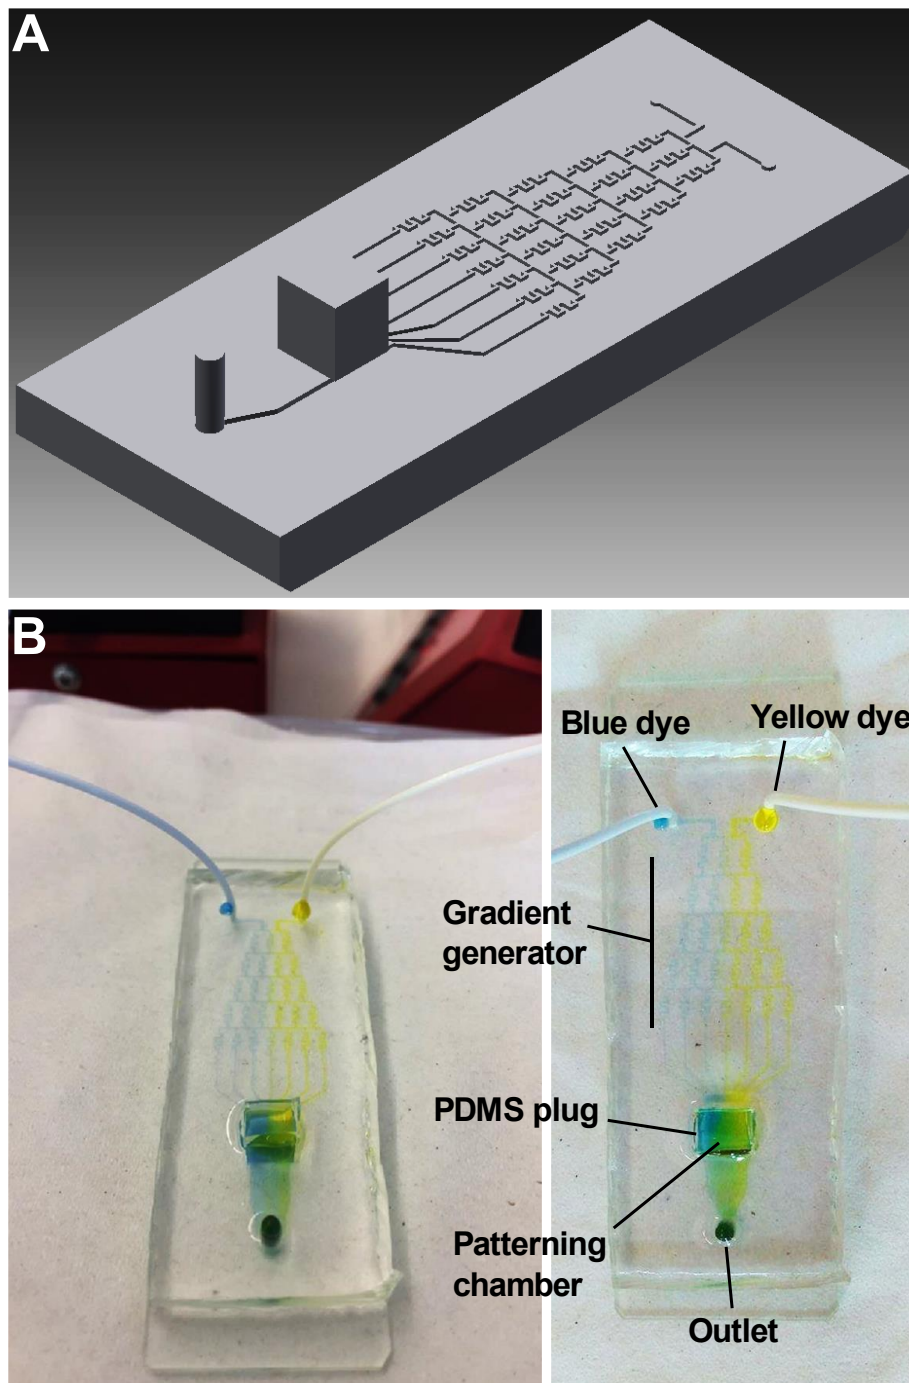 A
B
Blue dye
Yellow dye
Gradient
generator
PDMS plug
Patterning
chamber
Outlet